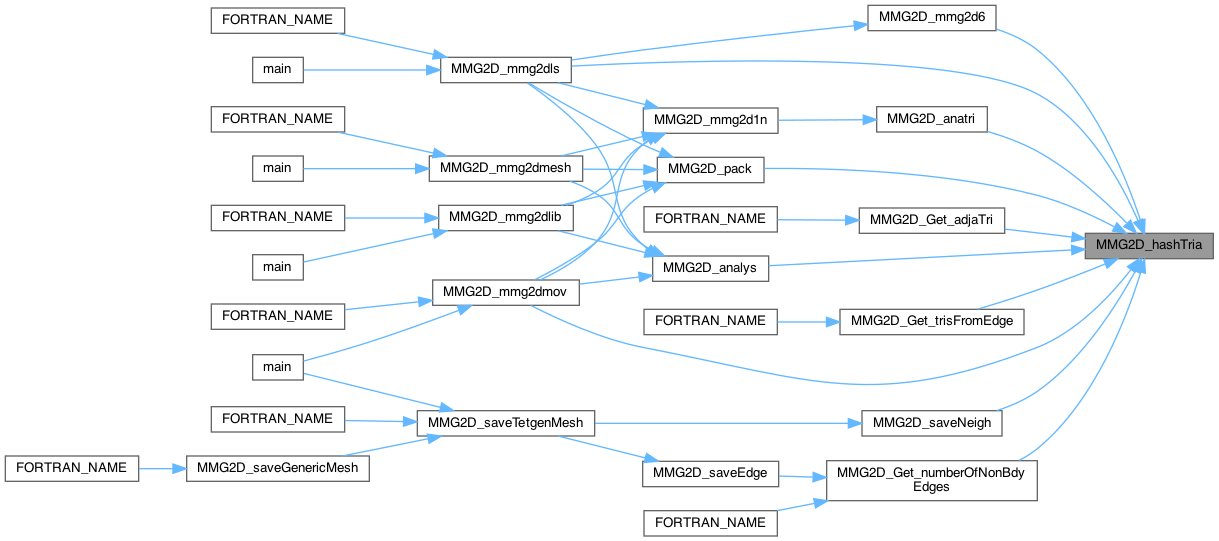 FORTRAN_NAME
MMG2D_mmg2d6
main
MMG2D_mmg2dls
FORTRAN_NAME
MMG2D_mmg2d1n
MMG2D_anatri
main
MMG2D_mmg2dmesh
MMG2D_pack
FORTRAN_NAME
MMG2D_mmg2dlib
FORTRAN_NAME
MMG2D_Get_adjaTri
MMG2D_hashTria
main
MMG2D_analys
MMG2D_mmg2dmov
FORTRAN_NAME
FORTRAN_NAME
MMG2D_Get_trisFromEdge
main
FORTRAN_NAME
MMG2D_saveTetgenMesh
MMG2D_saveNeigh
FORTRAN_NAME
MMG2D_saveGenericMesh
MMG2D_saveEdge
MMG2D_Get_numberOfNonBdy
Edges
FORTRAN_NAME